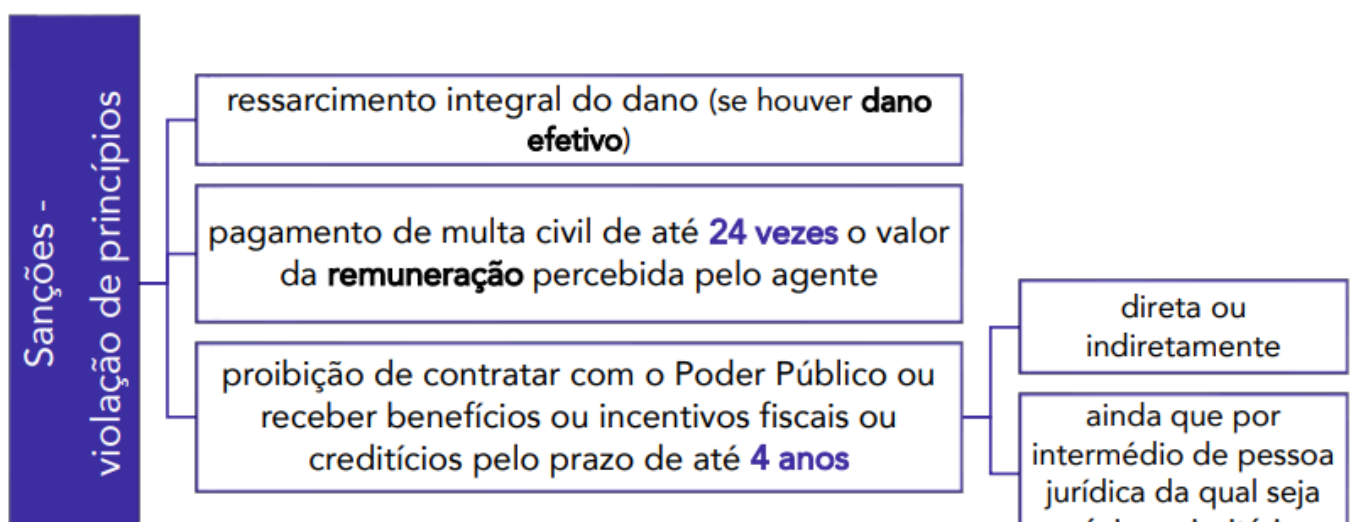 Sanções -
violação de princípios
ressarcimento integral do dano (se houver dano
efetivo)
pagamento de multa civil de até 24 vezes o valor
da remuneração percebida pelo agente
proibição de contratar com o Poder Público ou
receber benefícios ou incentivos fiscais ou
creditícios pelo prazo de até 4 anos
direta ou
indiretamente
ainda que por
intermédio de pessoa
jurídica da qual seja